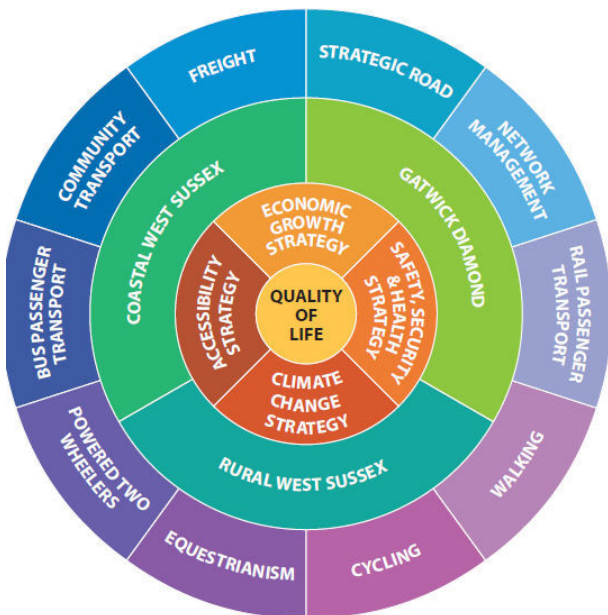 FREIGHT
STRATEGIC ROAD
COMMUNITY
TRANSPORT
NETWORK
MANAGEMENT
COASTAL WEST SUSSEX
GATWICK DIAMOND
ECONOMIC
GROWTH
STRATEGY
BUS PASSENGER
TRANSPORT
ACCESSIBILITY
STRATEGY
QUALITY
OF
LIFE
SAFETY, SECURITY
& HEALTH
STRATEGY
RAIL PASSENGER
TRANSPORT
CLIMATE
CHANGE
STRATEGY
POWERED TWO
WHEELERS
RURAL WEST SUSSEX
WALKING
EQUESTRIANISM
CYCLING